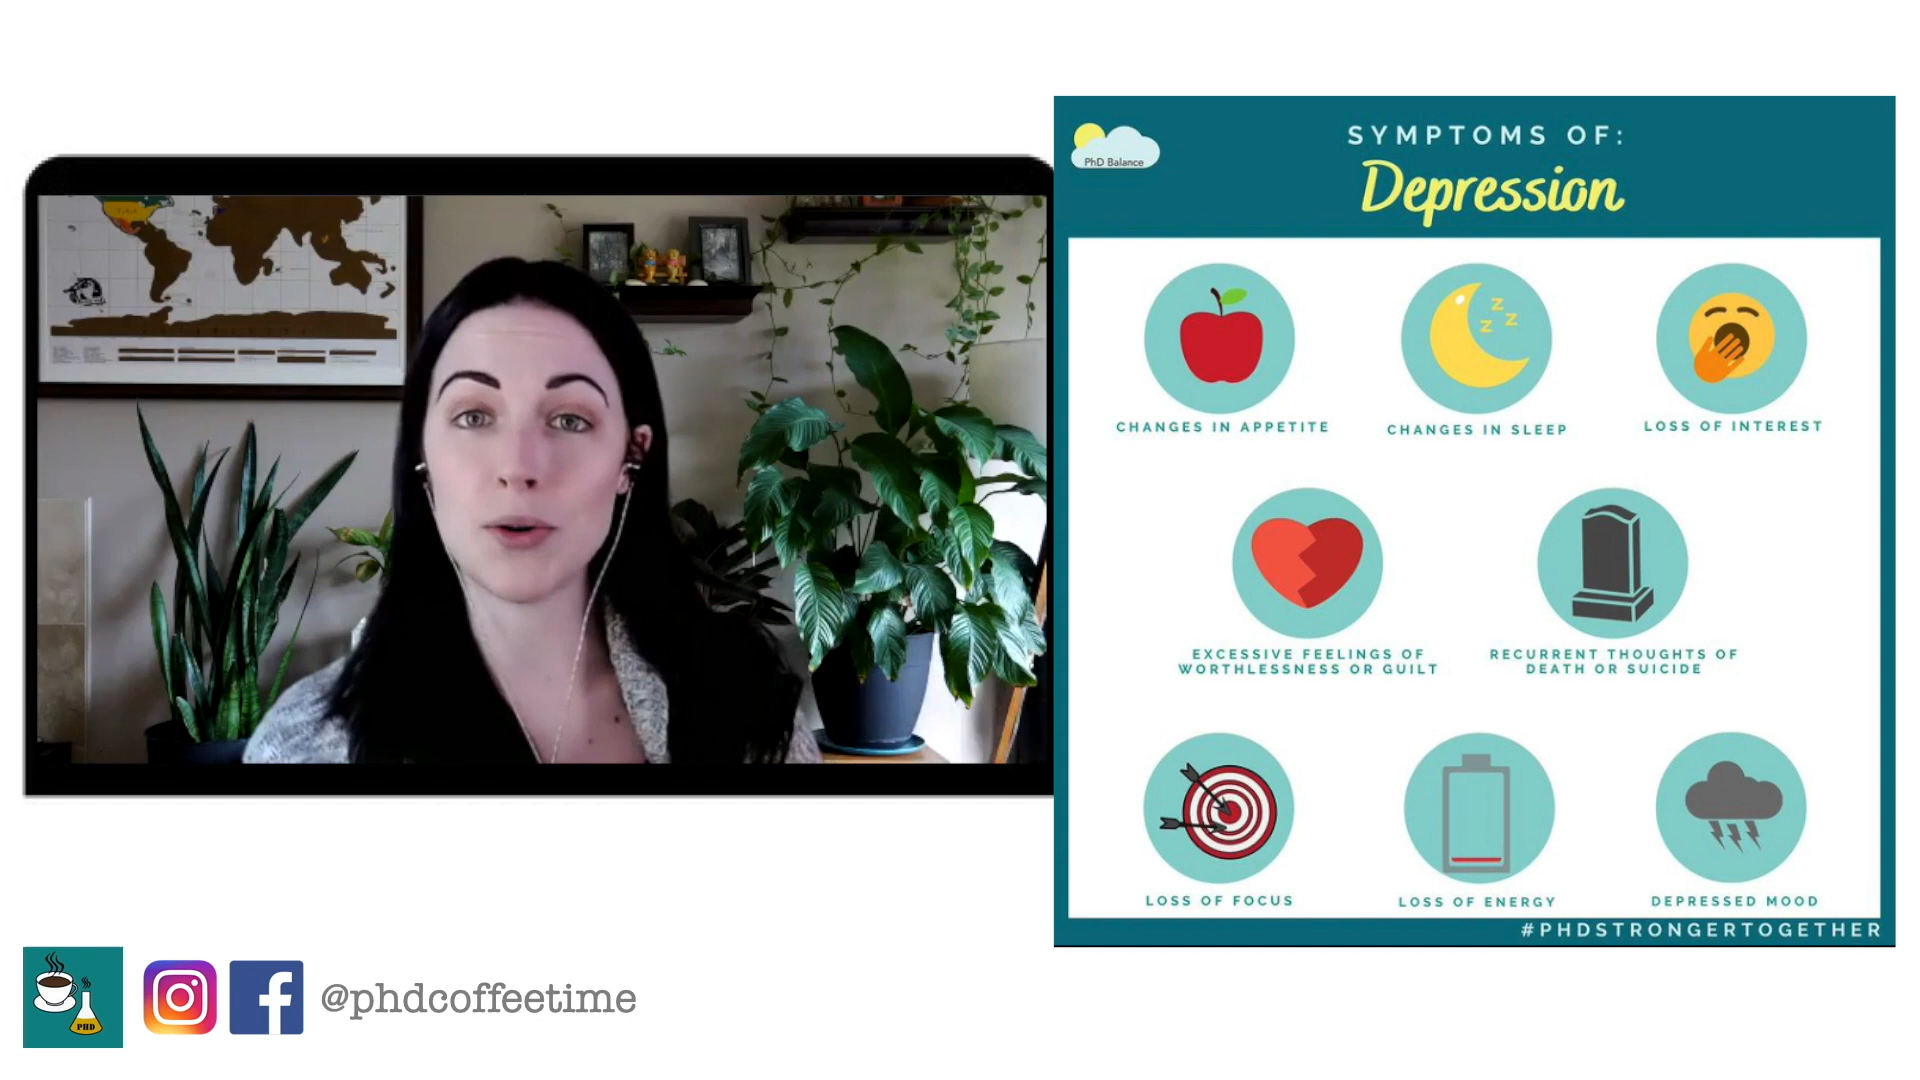 PhD Balance
SYMPTOMS OF:
Depression
z z z
CHANGES IN APPETITE
CHANGES IN SLEEP
LOSS OF INTEREST
EXCESSIVE FEELINGS OF
WORTHLESSNESS OR GUILT
RECURRENT THOUGHTS OF
DEATH OR SUICIDE
LOSS OF FOCUS
LOSS OF ENERGY
DEPRESSED MOOD
#PHDSTRONGERTOGETHER
PHD
@phdcoffeetime